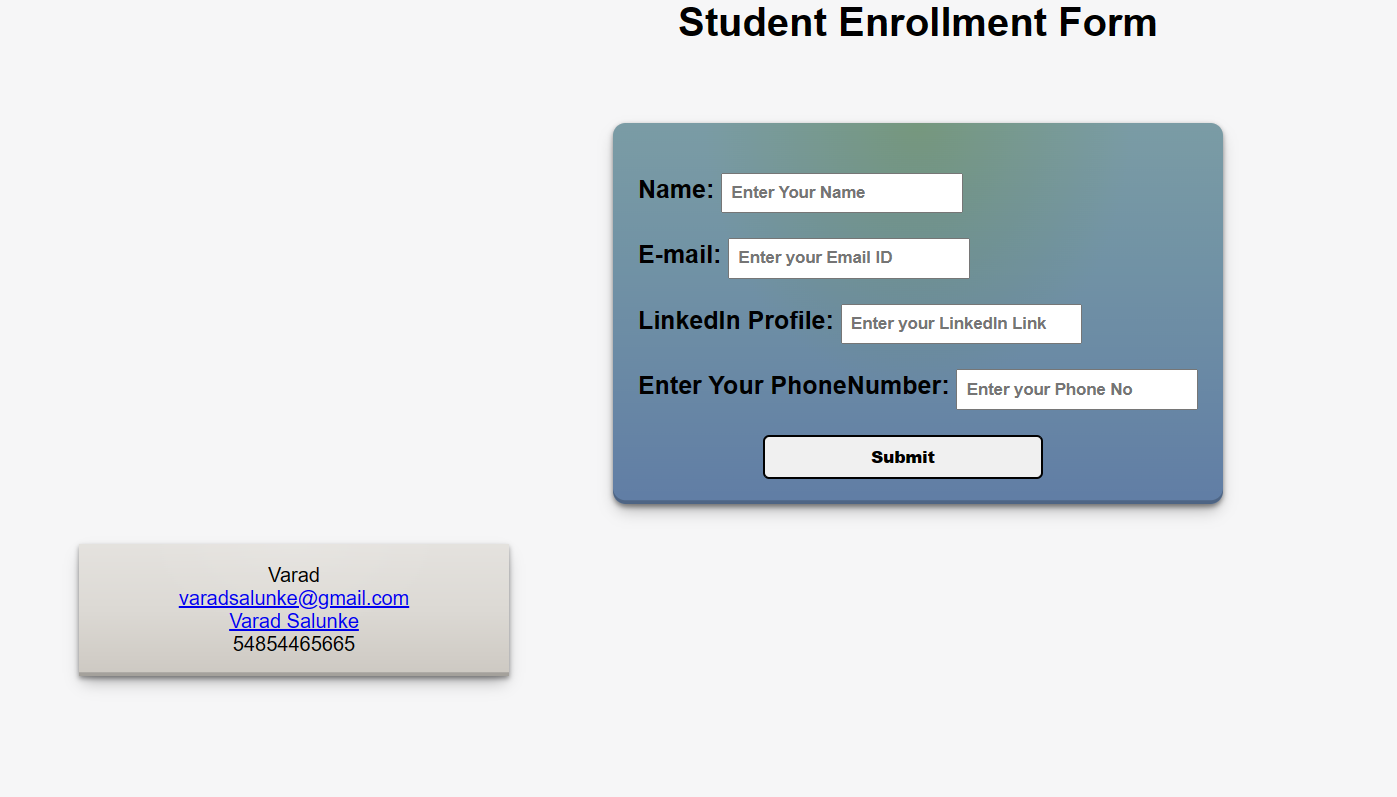 Student Enrollment Form
Name: Enter Your Name
E-mail: Enter your Email ID
LinkedIn Profile: Enter your LinkedIn Link
Enter Your PhoneNumber: Enter your Phone No
Submit
Varad
varadsalunke@gmail.com
Varad Salunke
54854465665